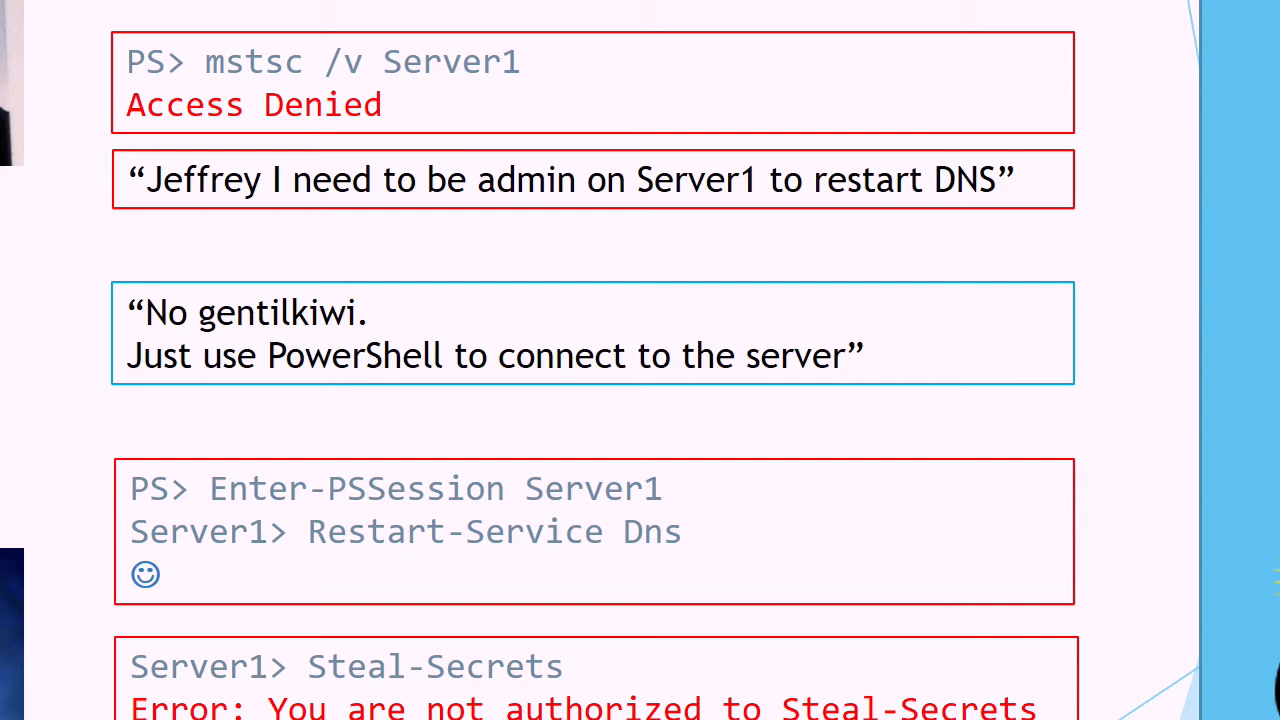 PS> mstsc /v Server1
Access Denied
“Jeffrey I need to be admin on Server1 to restart DNS”
“No gentilkiwi.
Just use PowerShell to connect to the server”
PS> Enter-PSSession Server1
Server1> Restart-Service Dns
☺
Server1> Steal-Secrets
Error: You are not authorized to Steal-Secrets